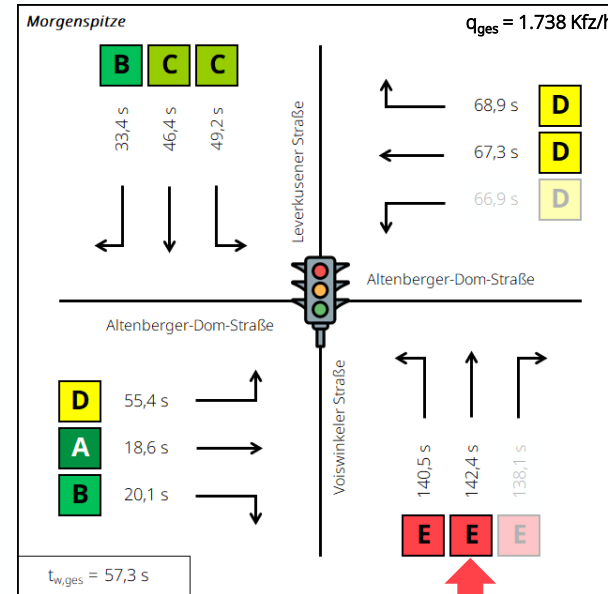 Morgenspitze
q_ges = 1.738 Kfz/h
B C C
33,4 s
46,4 s
49,2 s
Leverkusener Straße
68,9 s D
67,3 s D
66,9 s D
Altenberger-Dom-Straße
Altenberger-Dom-Straße
D 55,4 s
A 18,6 s
B 20,1 s
Voiswinkeler Straße
140,5 s
142,4 s
138,1 s
E E E
t_w,ges = 57,3 s